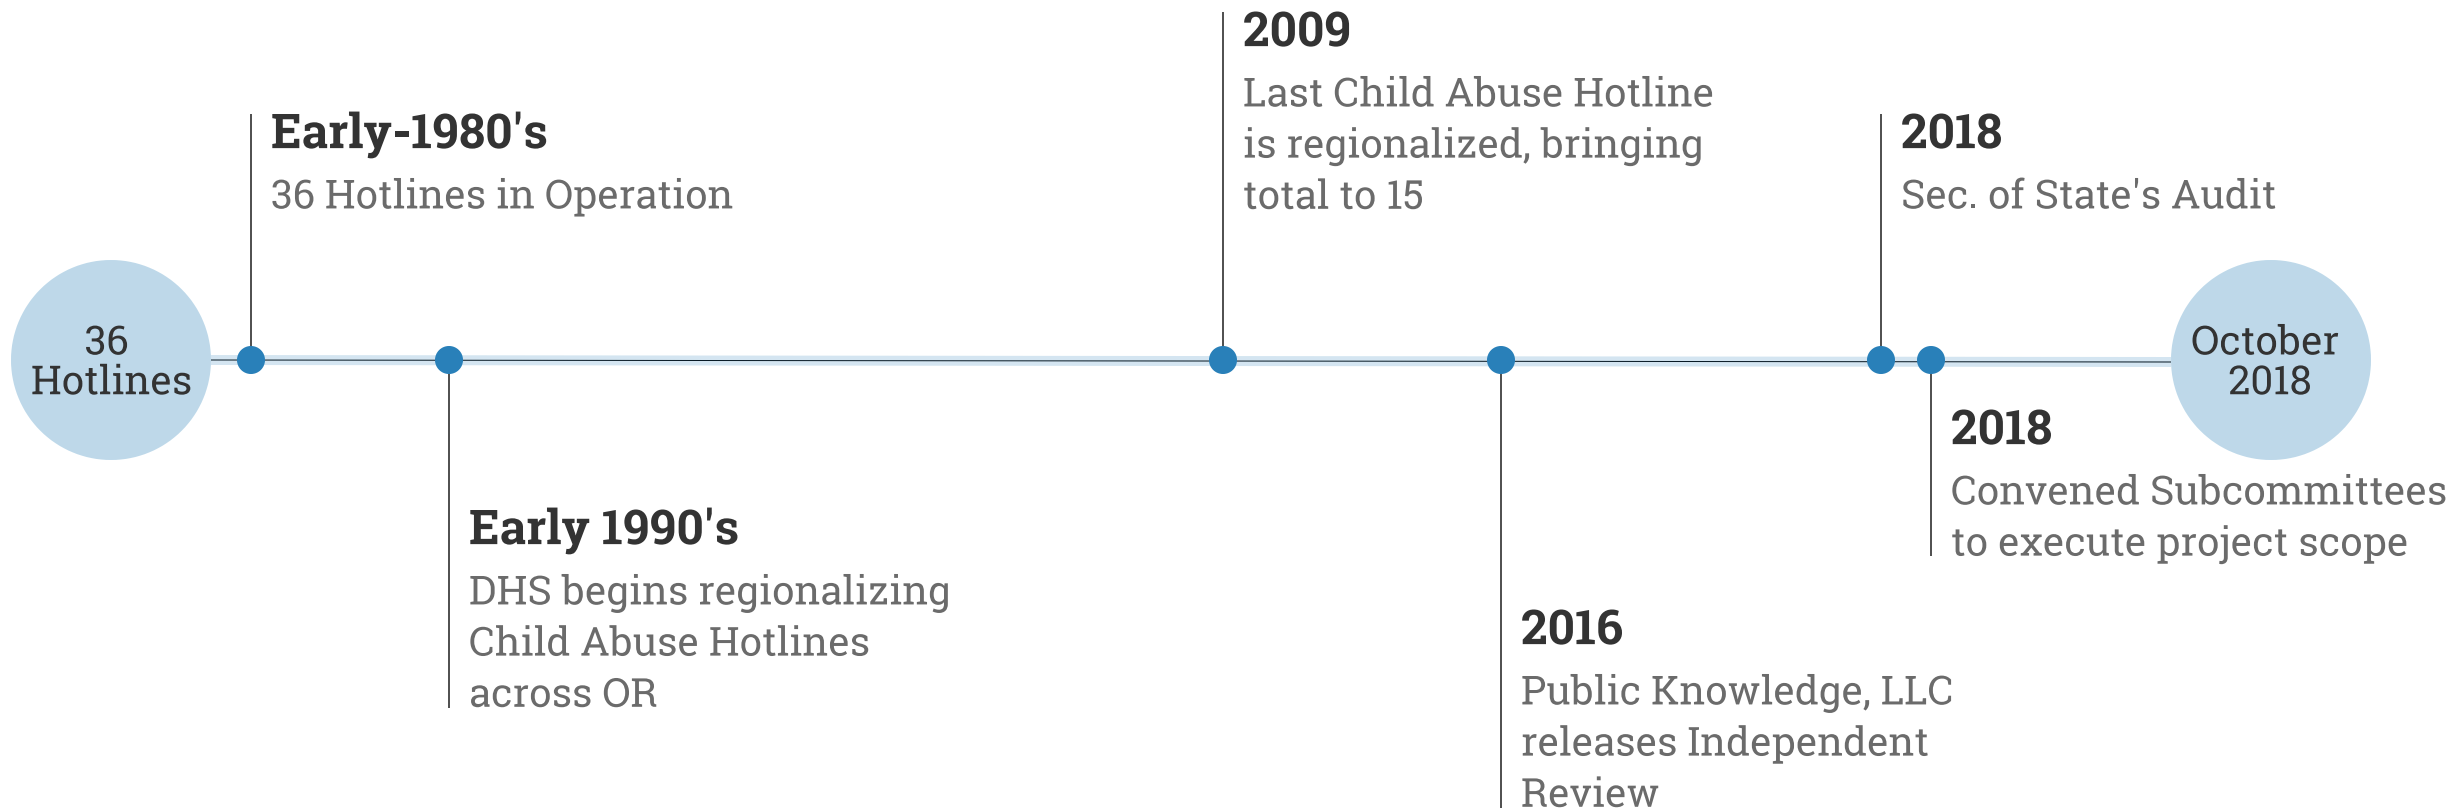 36
Hotlines
Early-1980's
36 Hotlines in Operation
Early 1990's
DHS begins regionalizing
Child Abuse Hotlines
across OR
2009
Last Child Abuse Hotline
is regionalized, bringing
total to 15
2016
Public Knowledge, LLC
releases Independent
Review
2018
Sec. of State's Audit
2018
Convened Subcommittees
to execute project scope
October
2018